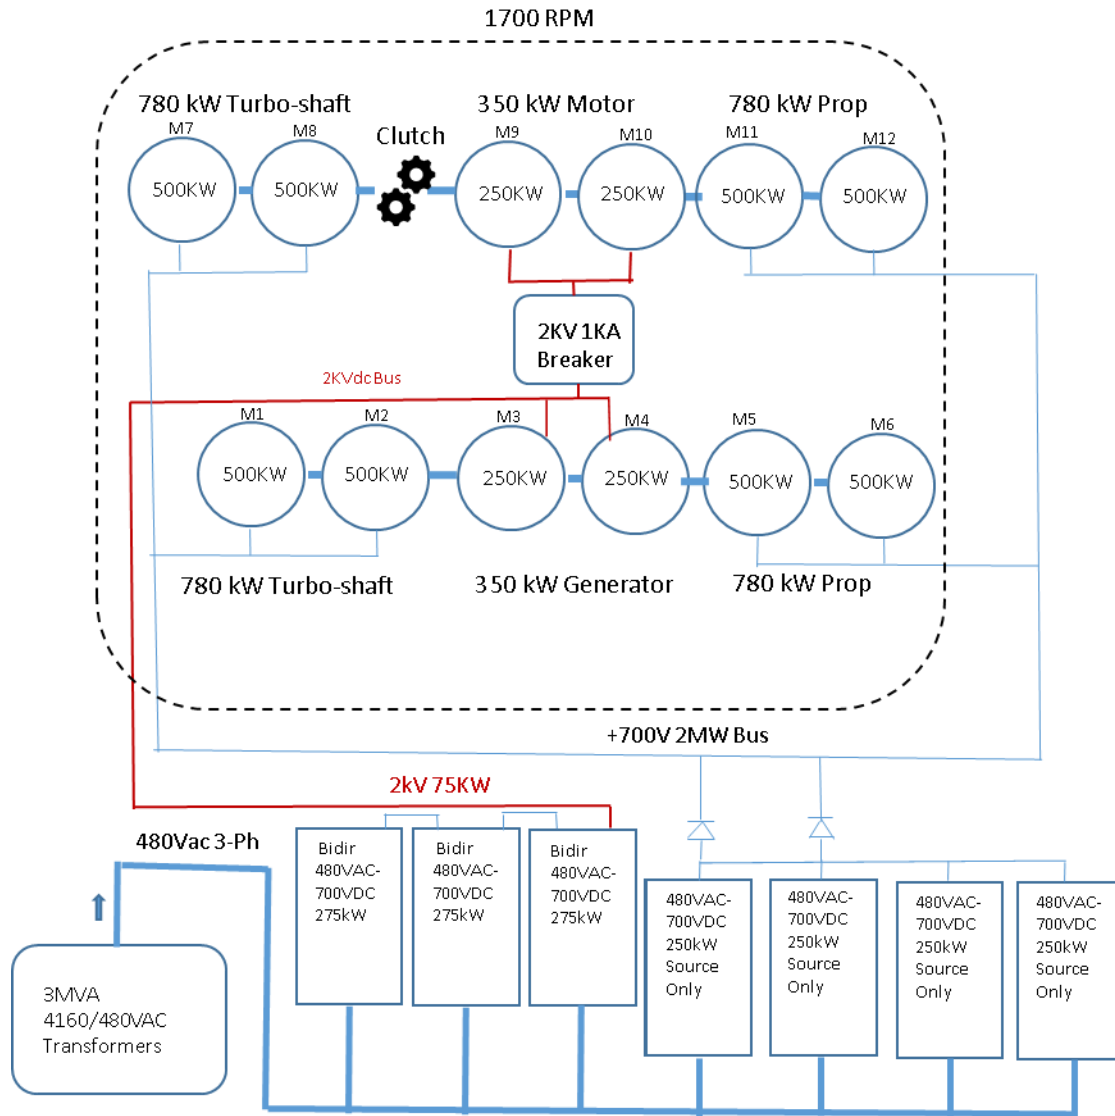 1700 RPM
780 kW Turbo-shaft
350 kW Motor
780 kW Prop
M7
M8
Clutch
M9
M10
M11
M12
500KW
500KW
250KW
250KW
500KW
500KW
2KV 1KA
Breaker
2KVdcBus
M1
M2
M3
M4
M5
M6
500KW
500KW
250KW
250KW
500KW
500KW
780 kW Turbo-shaft
350 kW Generator
780 kW Prop
+700V 2MW Bus
2kV 75KW
480Vac 3-Ph
Bidir
480VAC-
700VDC
275kW
Bidir
480VAC-
700VDC
275kW
Bidir
480VAC-
700VDC
275kW
480VAC-
700VDC
250kW
Source
Only
480VAC-
700VDC
250kW
Source
Only
480VAC-
700VDC
250kW
Source
Only
480VAC-
700VDC
250kW
Source
Only
3MVA
4160/480VAC
Transformers